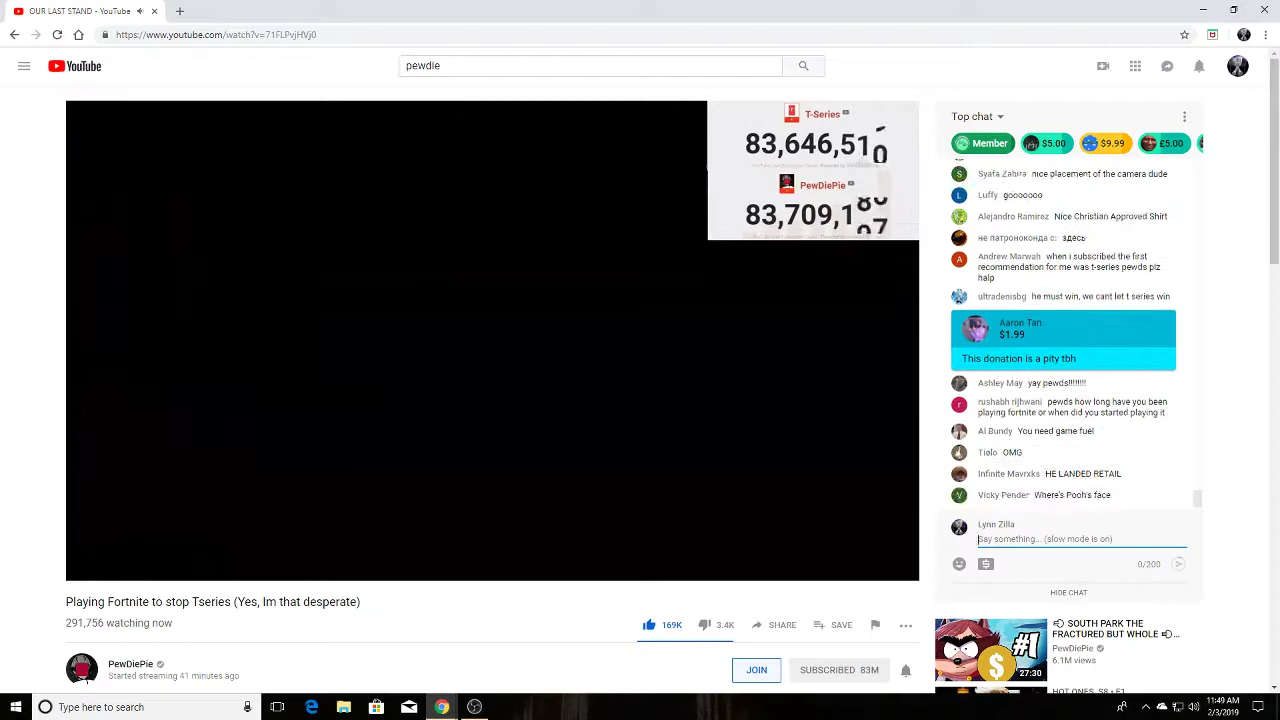 OUR LAST STAND - YouTube
https://www.youtube.com/watch?v=71FLPvjHVj0
YouTube
pewdie
T-Series
83,646,51
PewDiePie
83,709,1
Top chat
Member
$5.00
$9.99
£5.00
Syafa Zabira nice placement of the camera dude
Luffy gooooooo
Alejandro Ramirez Nice Christian Approved Shirt
не патроноконда с: здесь
Andrew Marwah when i subscribed the first
recommendation for me was t-series pewds plz
halp
ultradenisbg he must win, we cant let t series win
Aaron Tan
$1.99
This donation is a pity tbh
Ashley May yay pewds!!!!!!!!
rushabh rijhwani pewds how long have you been
playing fortnite or when did you started playing it
Al Bundy You need game fuel
Tiølo OMG
Infinite Mavrxks HE LANDED RETAIL
Vicky Pender Where's Pooh's face
Lynn Zilla
Say something... (slow mode is on)
0/200
HIDE CHAT
Playing Fortnite to stop Tseries (Yes, Im that desperate)
291,756 watching now
169K
3.4K
SHARE
SAVE
PewDiePie
Started streaming 41 minutes ago
JOIN
SUBSCRIBED 83M
#1
27:30
SOUTH PARK THE
FRACTURED BUT WHOLE
PewDiePie
6.1M views
Type here to search
11:49 AM
2/3/2019